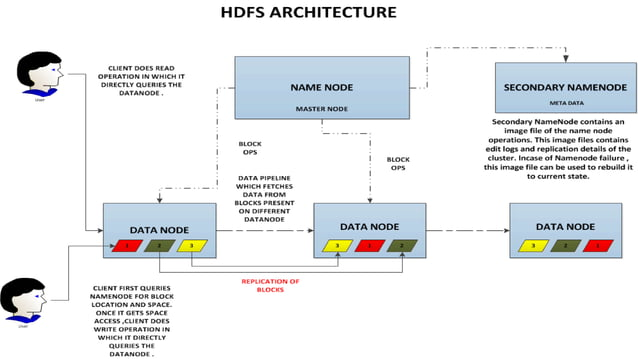 HDFS ARCHITECTURE
User
CLIENT DOES READ
OPERATION IN WHICH IT
DIRECTLY QUERIES THE
DATANODE .
NAME NODE
MASTER NODE
SECONDARY NAMENODE
META DATA
Secondary NameNode contains an
image file of the name node
operations. This image files contains
edit logs and replication details of the
cluster. Incase of Namenode failure ,
this image file can be used to rebuild it
to current state.
BLOCK
OPS
BLOCK
OPS
DATA PIPELINE
WHICH FETCHES
DATA FROM
BLOCKS PRESENT
ON DIFFERENT
DATANODE
DATA NODE
1 2 3
DATA NODE
3 1 2
DATA NODE
3 2 1
REPLICATION OF
BLOCKS
User
CLIENT FIRST QUERIES
NAMENODE FOR BLOCK
LOCATION AND SPACE.
ONCE IT GETS SPACE
ACCESS ,CLIENT DOES
WRITE OPERATION IN
WHICH IT DIRECTLY
QUERIES THE
DATANODE .